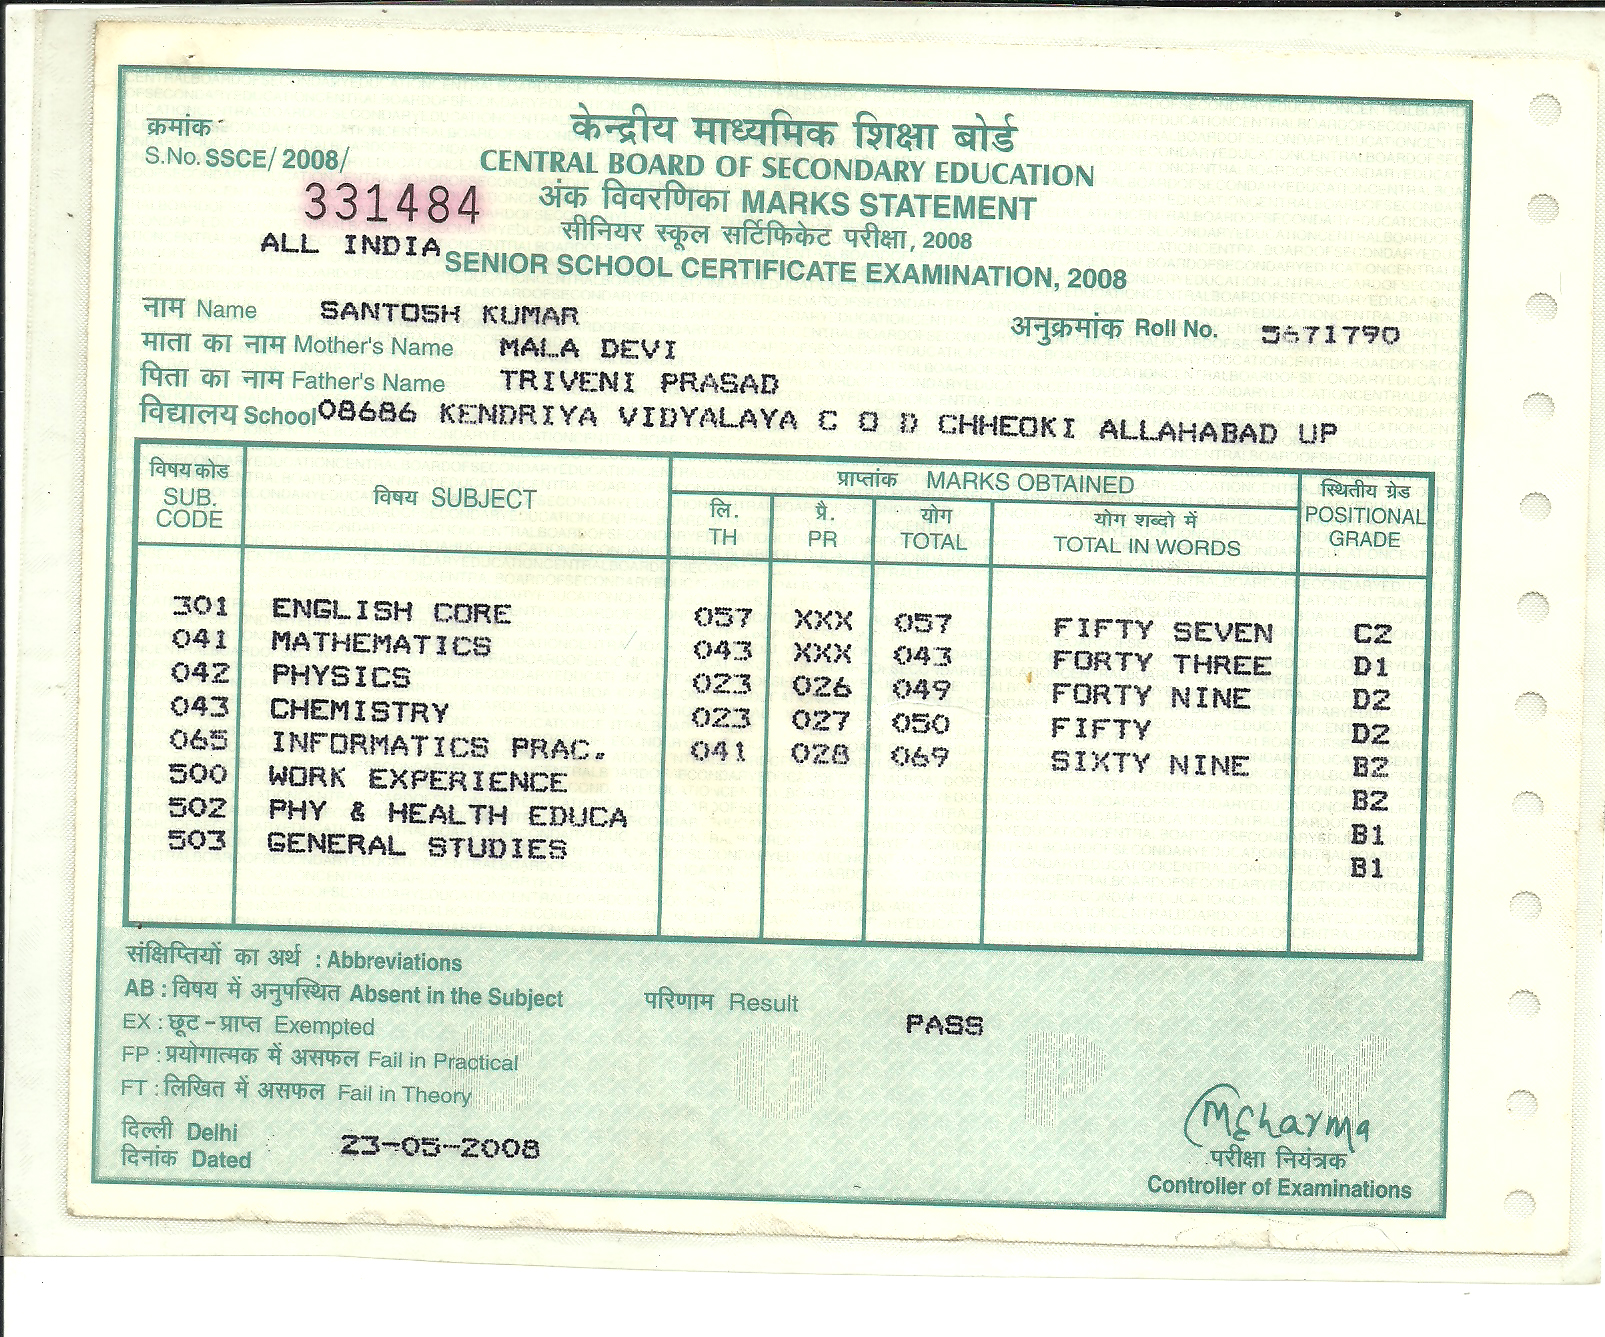 क्रमांक
S.No. SSCE/ 2008/
331484
ALL INDIA
केन्द्रीय माध्यमिक शिक्षा बोर्ड
CENTRAL BOARD OF SECONDARY EDUCATION
अंक विवरणिका MARKS STATEMENT
सीनियर स्कूल सर्टिफिकेट परीक्षा, 2008
SENIOR SCHOOL CERTIFICATE EXAMINATION, 2008
नाम Name SANTOSH KUMAR
अनुक्रमांक Roll No. 5671790
माता का नाम Mother's Name MALA DEVI
पिता का नाम Father's Name TRIVENI PRASAD
विद्यालय School 08686 KENDRIYA VIDYALAYA C O D CHHEOKI ALLAHABAD UP
विषय कोड SUB. CODE विषय SUBJECT प्राप्तांक MARKS OBTAINED स्थितीय ग्रेड POSITIONAL GRADE
लि. TH प्रै. PR योग TOTAL योग शब्दो में TOTAL IN WORDS
301 ENGLISH CORE 057 XXX 057 FIFTY SEVEN C2
041 MATHEMATICS 043 XXX 043 FORTY THREE D1
042 PHYSICS 023 026 049 FORTY NINE D2
043 CHEMISTRY 023 027 050 FIFTY D2
065 INFORMATICS PRAC. 041 028 069 SIXTY NINE B2
500 WORK EXPERIENCE B2
502 PHY & HEALTH EDUCA B1
503 GENERAL STUDIES B1
संक्षिप्तियों का अर्थ : Abbreviations
AB : विषय में अनुपस्थित Absent in the Subject
EX : छूट-प्राप्त Exempted
FP : प्रयोगात्मक में असफल Fail in Practical
FT : लिखित में असफल Fail in Theory
परिणाम Result PASS
COPY
दिल्ली Delhi
दिनांक Dated 23-05-2008
MSharma
परीक्षा नियंत्रक
Controller of Examinations